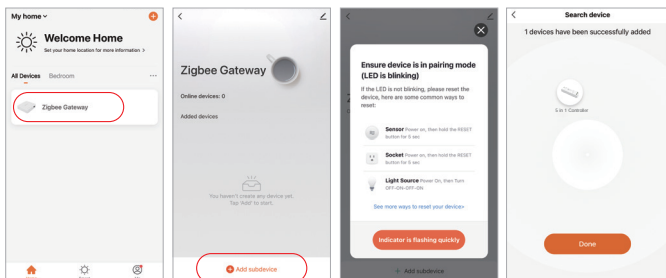 My home
Welcome Home
Set your home location for more information >
All Devices Bedroom ...
Zigbee Gateway
Zigbee Gateway
Online devices: 0
Added devices
You haven't create any device yet.
Tap 'Add' to start.
Add subdevice
Ensure device is in pairing mode
(LED is blinking)
If the LED is not blinking, please reset the
device, here are some common ways to
reset:
Sensor Power on, then hold the RESET
button for 5 sec
Socket Power on, then hold the RESET
button for 5 sec
Light Source Power On, then Turn
OFF-ON-OFF-ON
See more ways to reset your device>
Indicator is flashing quickly
+ Add subdevice
Search device
1 devices have been successfully added
5 in 1 Controller
Done